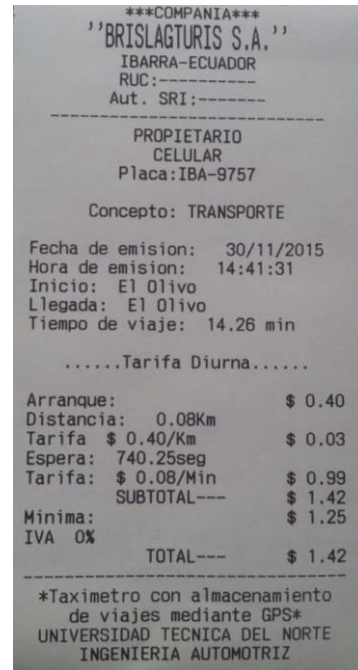 ***COMPANIA***
''BRISLAGTURIS S.A.''
IBARRA-ECUADOR
RUC:----------
Aut. SRI:-------
----------------------------
PROPIETARIO
CELULAR
Placa:IBA-9757
Concepto: TRANSPORTE
Fecha de emision: 30/11/2015
Hora de emision: 14:41:31
Inicio: El Olivo
Llegada: El Olivo
Tiempo de viaje: 14.26 min
......Tarifa Diurna......
Arranque: $ 0.40
Distancia: 0.08Km
Tarifa $ 0.40/Km $ 0.03
Espera: 740.25seg
Tarifa: $ 0.08/Min $ 0.99
SUBTOTAL--- $ 1.42
Minima: $ 1.25
IVA 0%
TOTAL--- $ 1.42
--------------------------------
*Taximetro con almacenamiento
de viajes mediante GPS*
UNIVERSIDAD TECNICA DEL NORTE
INGENIERIA AUTOMOTRIZ